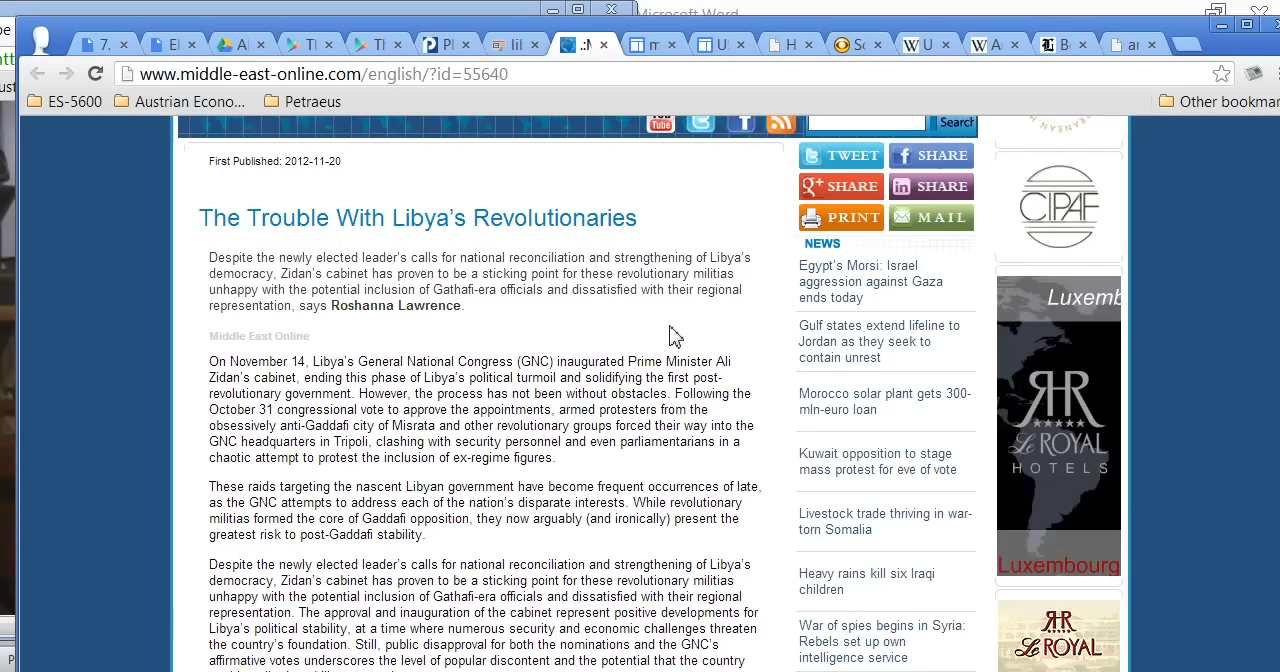 Microsoft Word
7.
El
Al
Tl
Tl
Pl
lil
.:N
m
U:
H
Sc
U
A
B
ar
www.middle-east-online.com/english/?id=55640
ES-5600
Austrian Econo...
Petraeus
Other bookmar
You Tube
Search
First Published: 2012-11-20
The Trouble With Libya's Revolutionaries
Despite the newly elected leader's calls for national reconciliation and strengthening of Libya's
democracy, Zidan's cabinet has proven to be a sticking point for these revolutionary militias
unhappy with the potential inclusion of Gathafi-era officials and dissatisfied with their regional
representation, says Roshanna Lawrence.
Middle East Online
On November 14, Libya's General National Congress (GNC) inaugurated Prime Minister Ali
Zidan's cabinet, ending this phase of Libya's political turmoil and solidifying the first post-
revolutionary government. However, the process has not been without obstacles. Following the
October 31 congressional vote to approve the appointments, armed protesters from the
obsessively anti-Gaddafi city of Misrata and other revolutionary groups forced their way into the
GNC headquarters in Tripoli, clashing with security personnel and even parliamentarians in a
chaotic attempt to protest the inclusion of ex-regime figures.
These raids targeting the nascent Libyan government have become frequent occurrences of late,
as the GNC attempts to address each of the nation's disparate interests. While revolutionary
militias formed the core of Gaddafi opposition, they now arguably (and ironically) present the
greatest risk to post-Gaddafi stability.
Despite the newly elected leader's calls for national reconciliation and strengthening of Libya's
democracy, Zidan's cabinet has proven to be a sticking point for these revolutionary militias
unhappy with the potential inclusion of Gathafi-era officials and dissatisfied with their regional
representation. The approval and inauguration of the cabinet represent positive developments for
Libya's political stability, at a time where numerous security and economic challenges threaten
the country's foundation. Still, public disapproval for both the nominations and the GNC's
affirmative votes underscores the level of popular discontent and the potential that the country
TWEET
SHARE
SHARE
SHARE
PRINT
MAIL
NEWS
Egypt's Morsi: Israel
aggression against Gaza
ends today
Gulf states extend lifeline to
Jordan as they seek to
contain unrest
Morocco solar plant gets 300-
mln-euro loan
Kuwait opposition to stage
mass protest for eve of vote
Livestock trade thriving in war-
torn Somalia
Heavy rains kill six Iraqi
children
War of spies begins in Syria:
Rebels set up own
intelligence service
CIPAF
Luxemb
RHR
Le ROYAL
HOTELS
Luxembourg
RHR
Le ROYAL